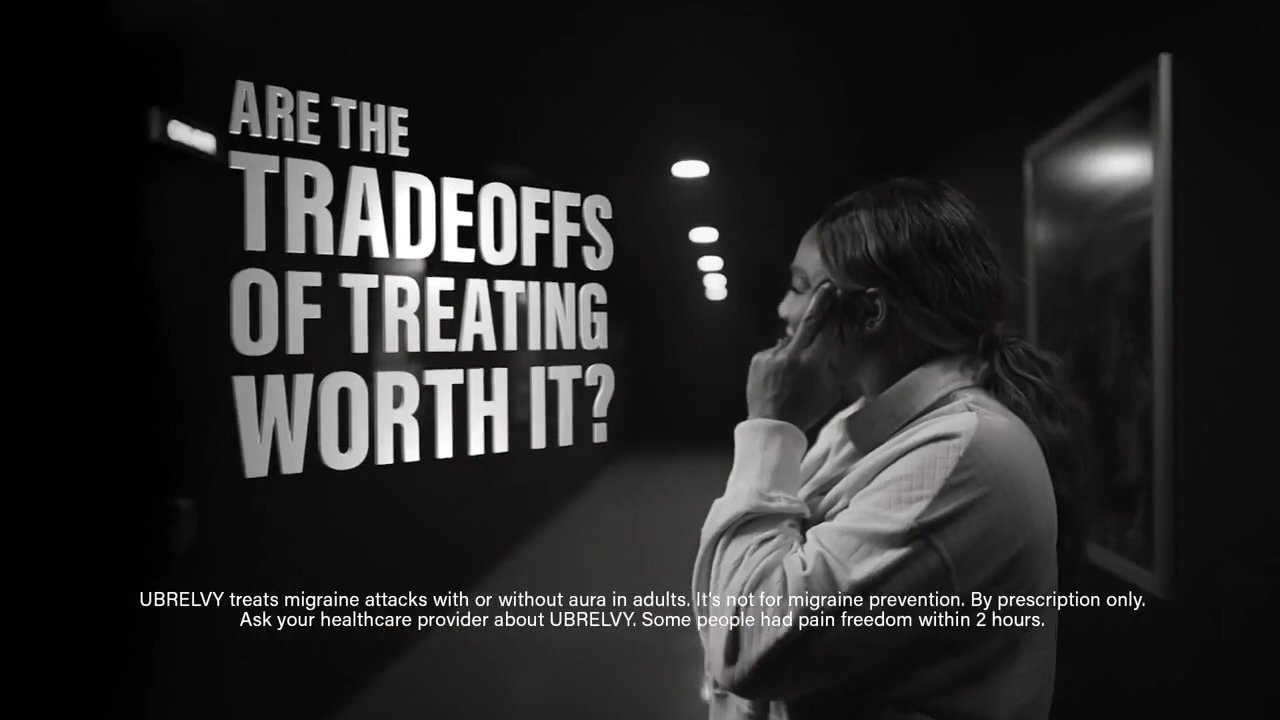 ARE THE
TRADEOFFS
OF TREATING
WORTH IT?
UBRELVY treats migraine attacks with or without aura in adults. It's not for migraine prevention. By prescription only.
Ask your healthcare provider about UBRELVY. Some people had pain freedom within 2 hours.